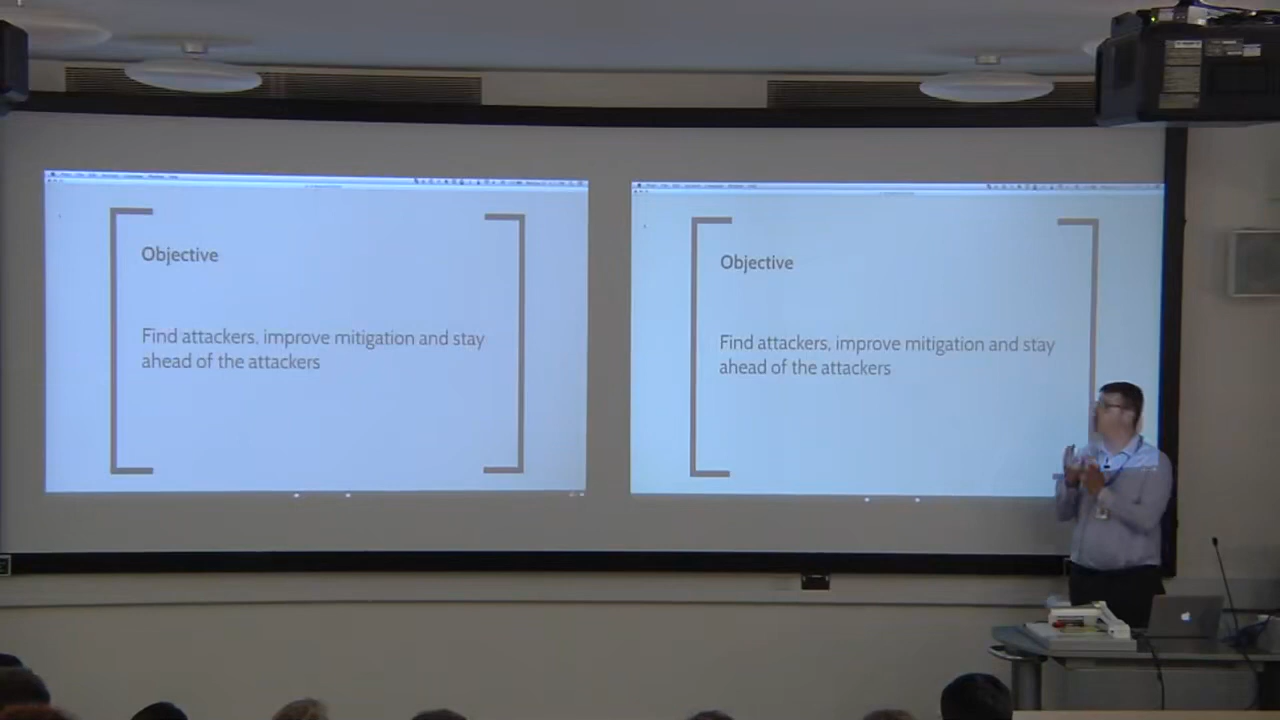 Objective
Find attackers, improve mitigation and stay
ahead of the attackers
Objective
Find attackers, improve mitigation and stay
ahead of the attackers